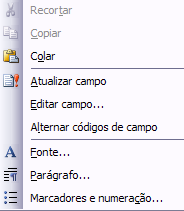 Recortar
Copiar
Colar
Atualizar campo
Editar campo...
Alternar códigos de campo
Fonte...
Parágrafo...
Marcadores e numeração...